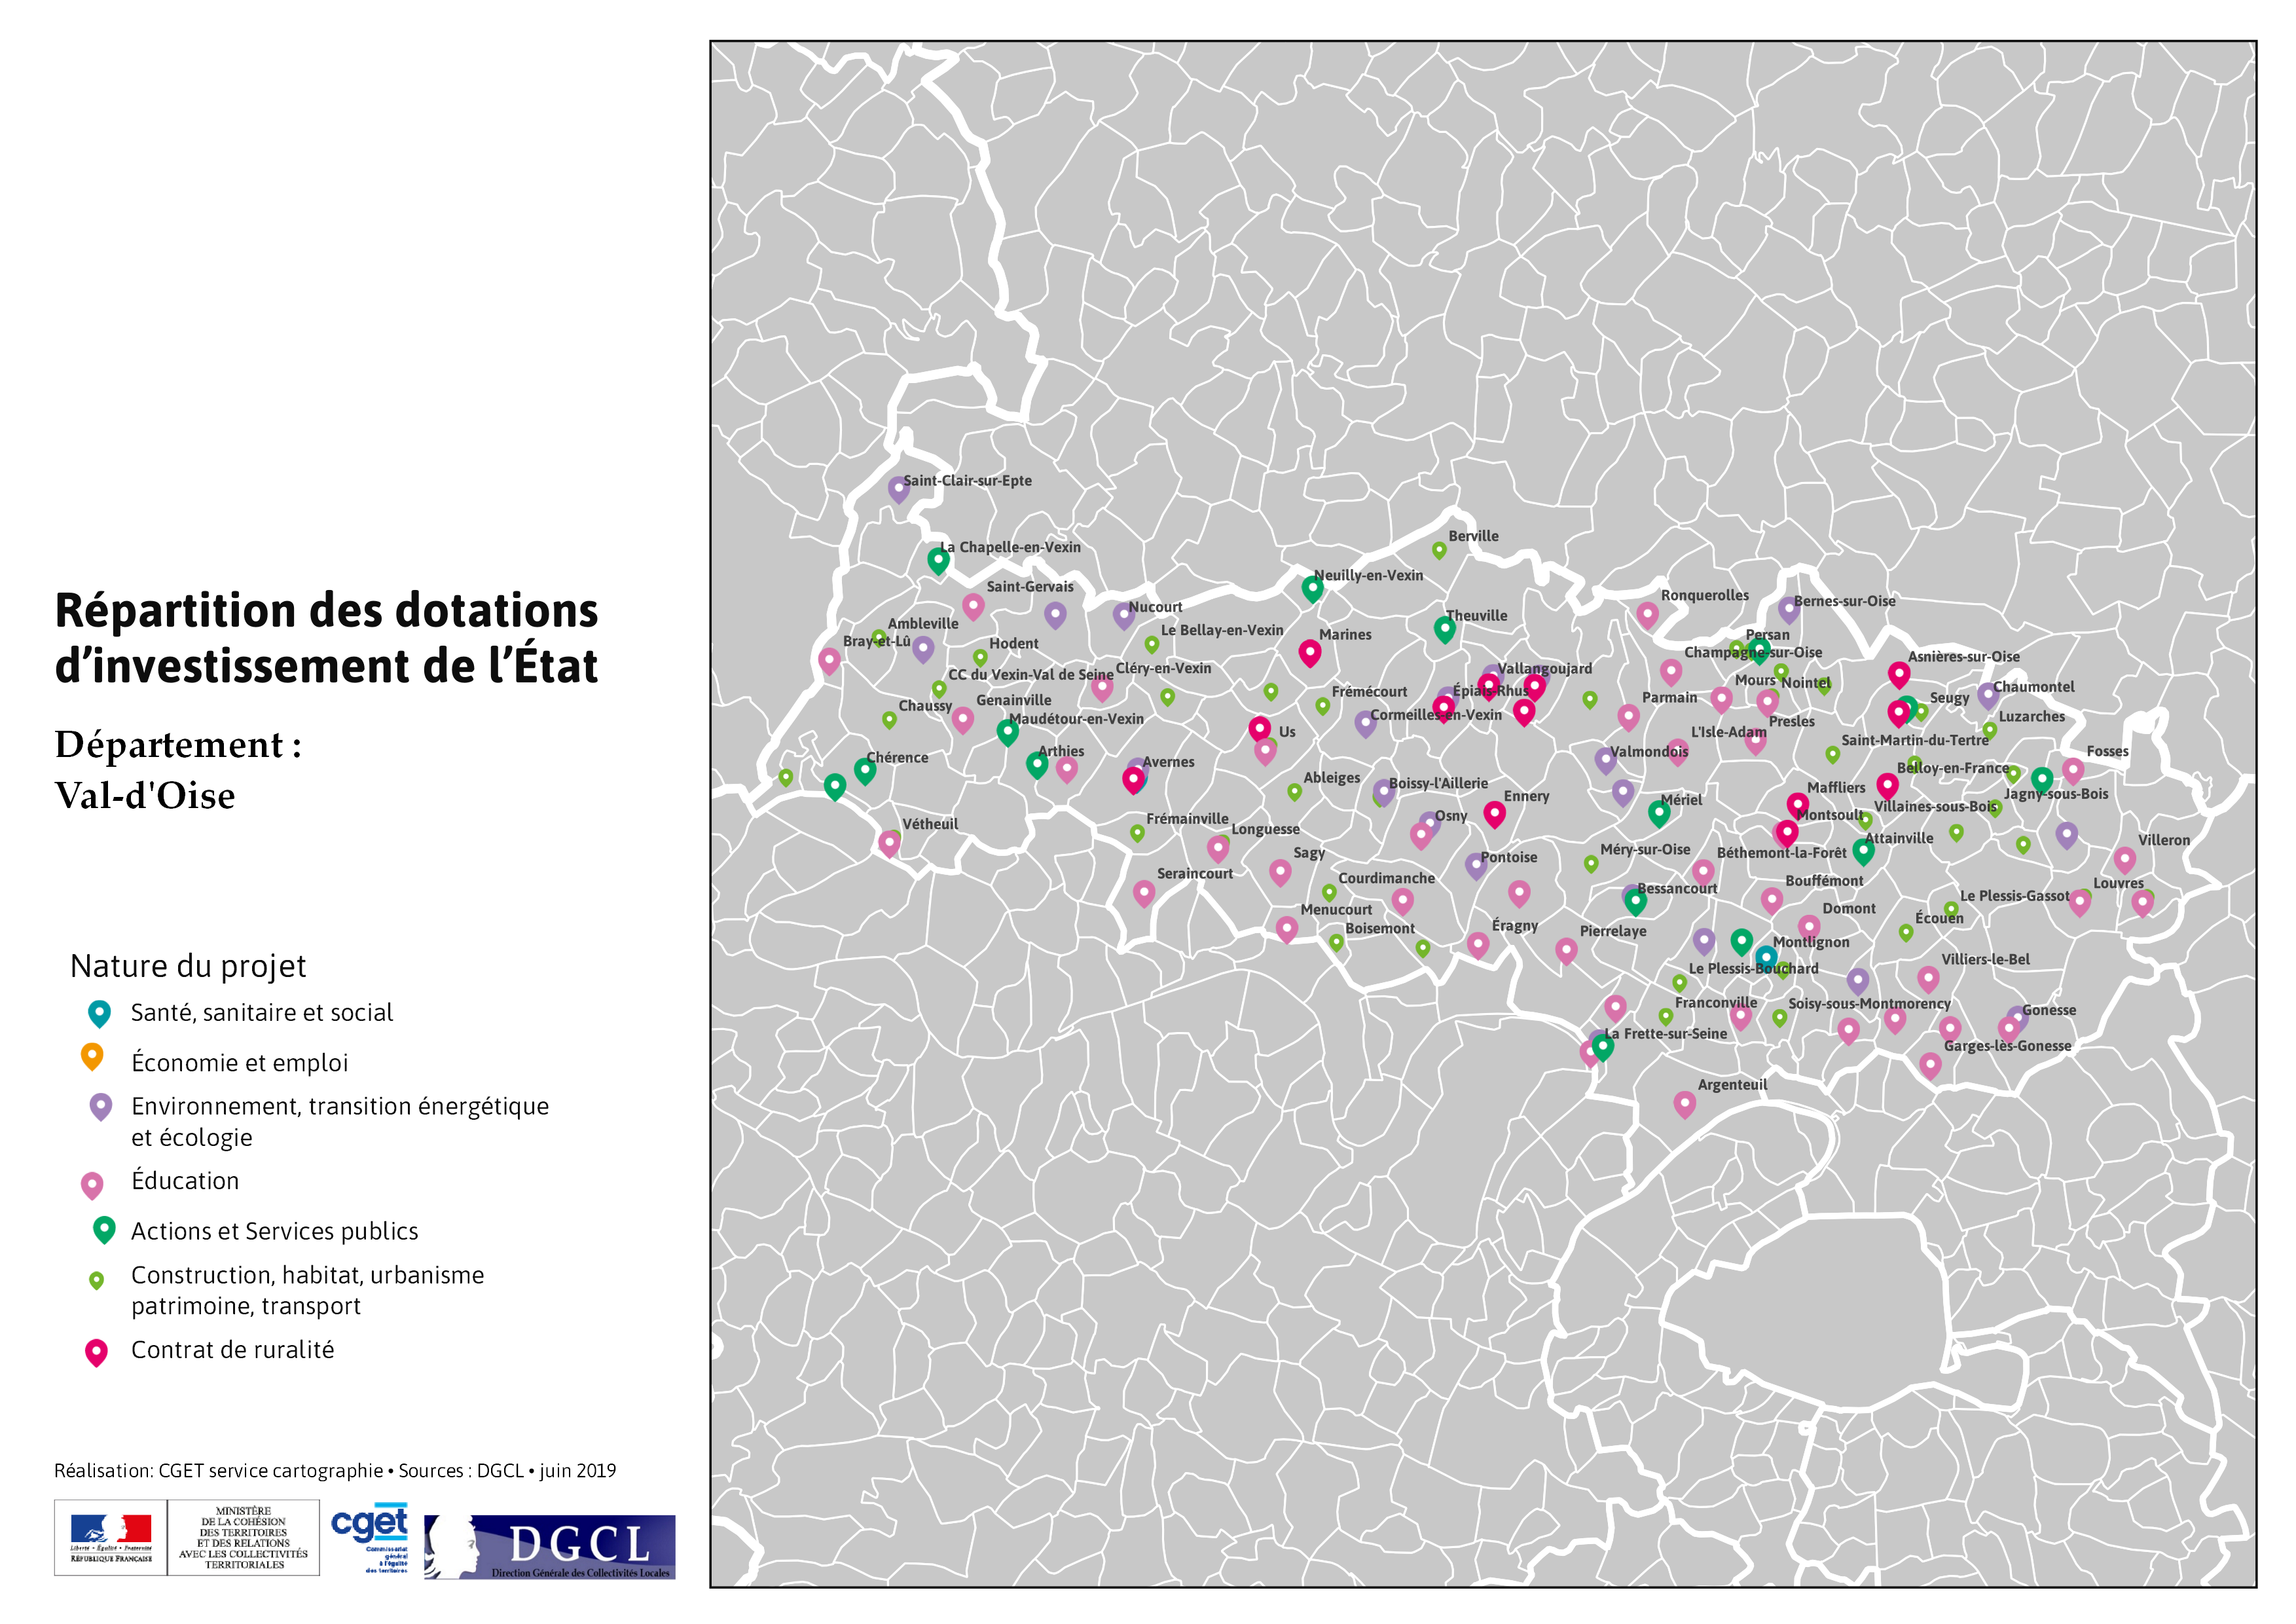 Répartition des dotations
d'investissement de l'État
Département :
Val-d'Oise
Nature du projet
Santé, sanitaire et social
Économie et emploi
Environnement, transition énergétique
et écologie
Éducation
Actions et Services publics
Construction, habitat, urbanisme
patrimoine, transport
Contrat de ruralité
Réalisation: CGET service cartographie • Sources : DGCL • juin 2019
Liberté • Égalité • Fraternité
RÉPUBLIQUE FRANÇAISE
MINISTÈRE
DE LA COHÉSION
DES TERRITOIRES
ET DES RELATIONS
AVEC LES COLLECTIVITÉS
TERRITORIALES
cget
Commissariat
général
à l'égalité
des territoires
DGCL
Direction Générale des Collectivités Locales
Saint-Clair-sur-Epte
Berville
La Chapelle-en-Vexin
Neuilly-en-Vexin
Saint-Gervais
Ronquerolles
Bernes-sur-Oise
Nucourt
Theuville
Ambleville
Le Bellay-en-Vexin
Marines
Persan
Bray-et-Lû
Hodent
Champagne-sur-Oise
Asnières-sur-Oise
CC du Vexin-Val de Seine
Cléry-en-Vexin
Vallangoujard
Mours
Nointel
Chaumontel
Frémécourt
Épiais-Rhus
Parmain
Seugy
Chaussy
Genainville
Cormeilles-en-Vexin
Presles
Luzarches
Maudétour-en-Vexin
Us
L'Isle-Adam
Saint-Martin-du-Tertre
Arthies
Valmondois
Fosses
Chérence
Avernes
Belloy-en-France
Ableiges
Boissy-l'Aillerie
Maffliers
Jagny-sous-Bois
Ennery
Mériel
Villaines-sous-Bois
Vétheuil
Frémainville
Longuesse
Osny
Montsoult
Attainville
Villeron
Sagy
Pontoise
Méry-sur-Oise
Béthemont-la-Forêt
Seraincourt
Courdimanche
Bessancourt
Bouffémont
Louvres
Le Plessis-Gassot
Menucourt
Domont
Écouen
Boisemont
Éragny
Pierrelaye
Montlignon
Villiers-le-Bel
Le Plessis-Bouchard
Franconville
Soisy-sous-Montmorency
Gonesse
La Frette-sur-Seine
Garges-lès-Gonesse
Argenteuil